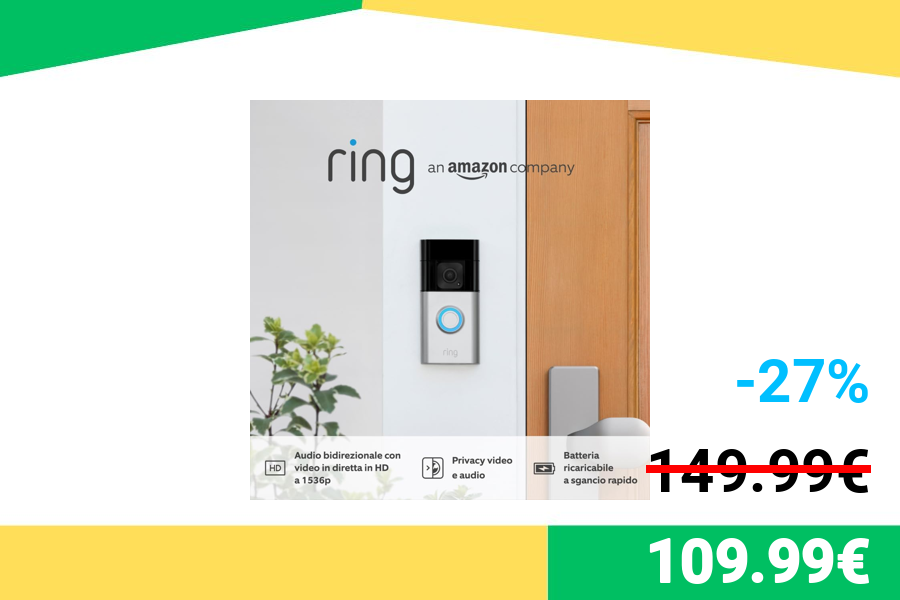 ring an amazon company
ring
-27%
Audio bidirezionale con
video in diretta in HD
a 1536p
HD
Privacy video
e audio
Batteria
ricaricabile
a sgancio rapido
149.99€
109.99€